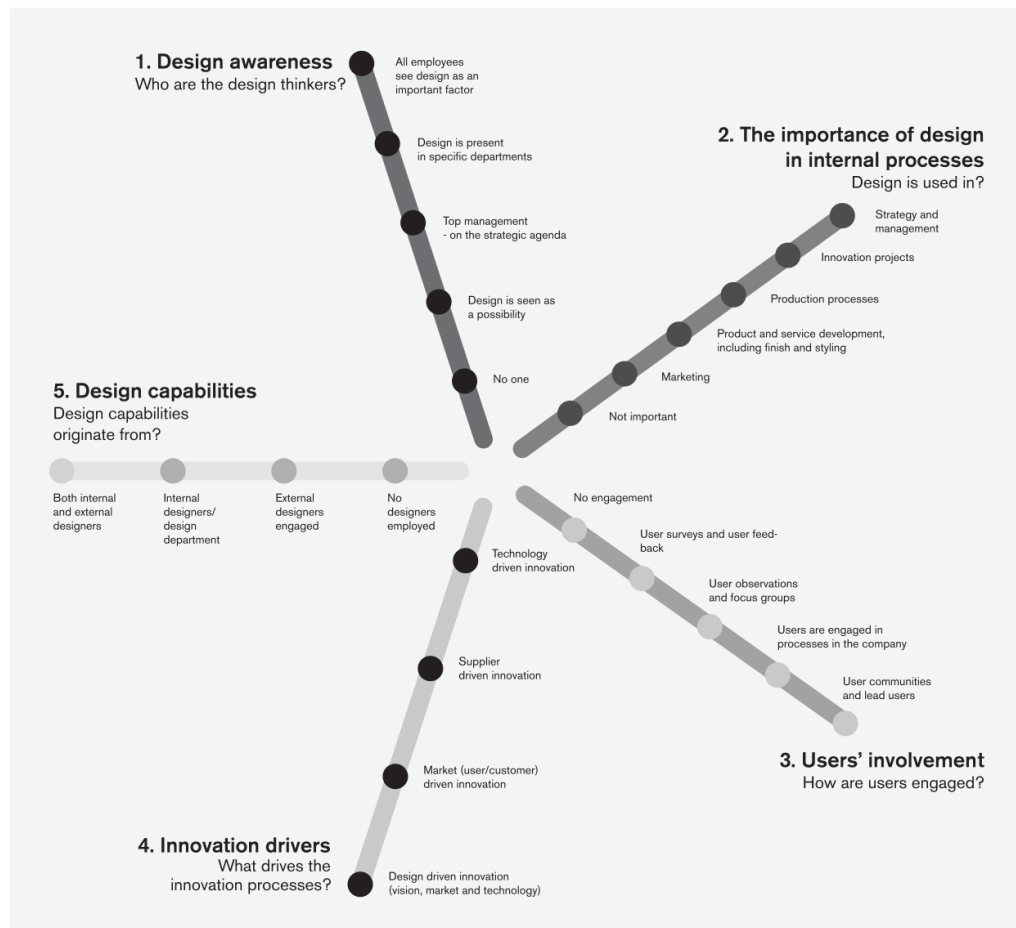 1. Design awareness
Who are the design thinkers?
All employees
see design as an
important factor
Design is present
in specific departments
Top management
- on the strategic agenda
Design is seen as
a possibility
No one
2. The importance of design
in internal processes
Design is used in?
Strategy and
management
Innovation projects
Production processes
Product and service development,
including finish and styling
Marketing
Not important
5. Design capabilities
Design capabilities
originate from?
Both internal
and external
designers
Internal
designers/
design
department
External
designers
engaged
No
designers
employed
No engagement
User surveys and user feed-
back
User observations
and focus groups
Users are engaged in
processes in the company
User communities
and lead users
3. Users’ involvement
How are users engaged?
Technology
driven innovation
Supplier
driven innovation
Market (user/customer)
driven innovation
4. Innovation drivers
What drives the
innovation processes?
Design driven innovation
(vision, market and technology)